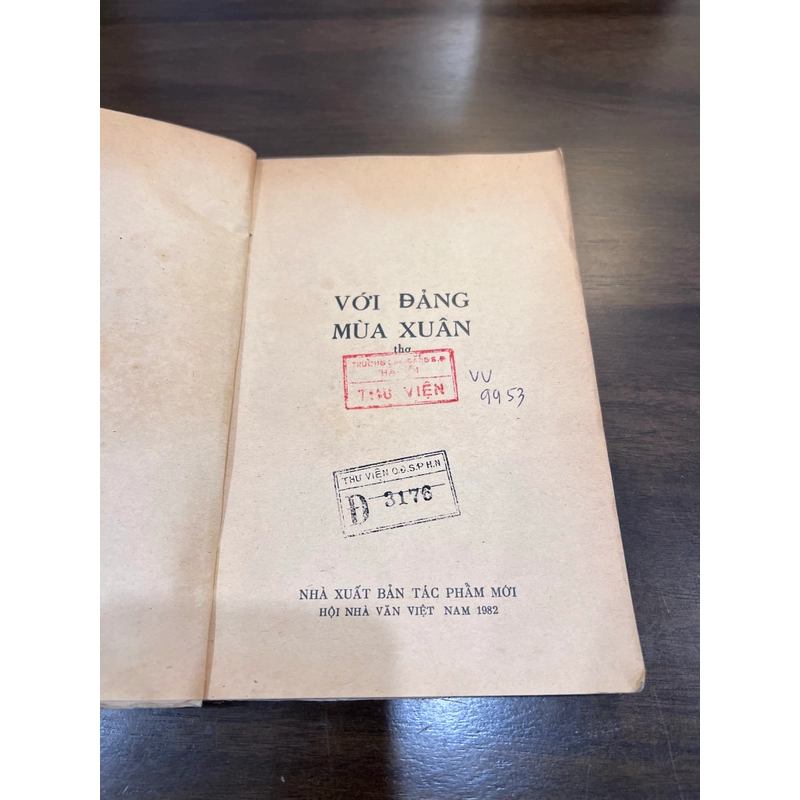 VỚI ĐẢNG
MÙA XUÂN
thơ
TRƯỜNG S.P
THƯ VIỆN
VV
9953
THƯ VIỆN C.Đ.S.P H.N
Đ 3176
NHÀ XUẤT BẢN TÁC PHẨM MỚI
HỘI NHÀ VĂN VIỆT NAM 1982